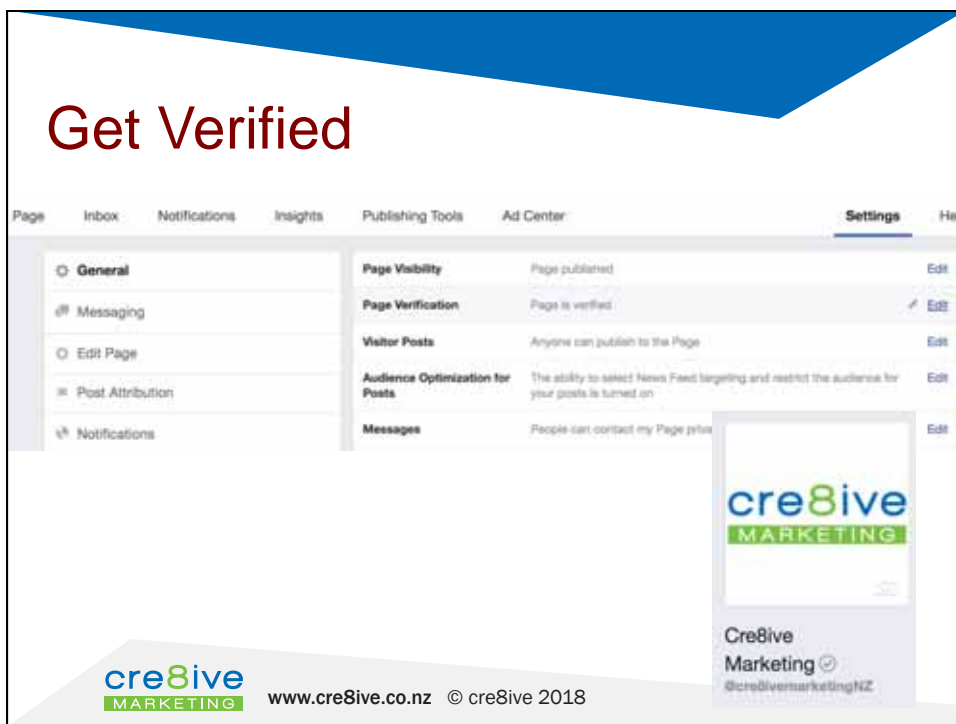 Get Verified
Page Inbox Notifications Insights Publishing Tools Ad Center Settings He
General
Messaging
Edit Page
Post Attribution
Notifications
Page Visibility Page published Edit
Page Verification Page is verified Edit
Visitor Posts Anyone can publish to the Page Edit
Audience Optimization for Posts The ability to select News Feed targeting and restrict the audience for your posts is turned on Edit
Messages People can contact my Page priva Edit
cre8ive
MARKETING
Cre8ive
Marketing
@cre8ivemarketingNZ
cre8ive
MARKETING
www.cre8ive.co.nz © cre8ive 2018